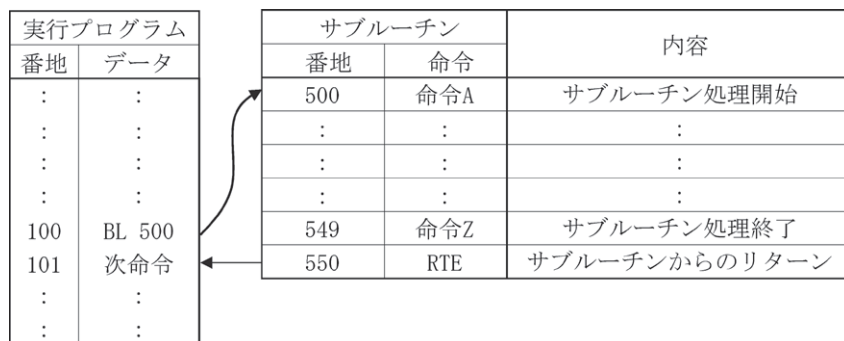 実行プログラム
番地 データ
: :
: :
: :
: :
100 BL 500
101 次命令
: :
: :
サブルーチン 内容
番地 命令
500 命令A サブルーチン処理開始
: : :
: : :
: : :
549 命令Z サブルーチン処理終了
550 RTE サブルーチンからのリターン